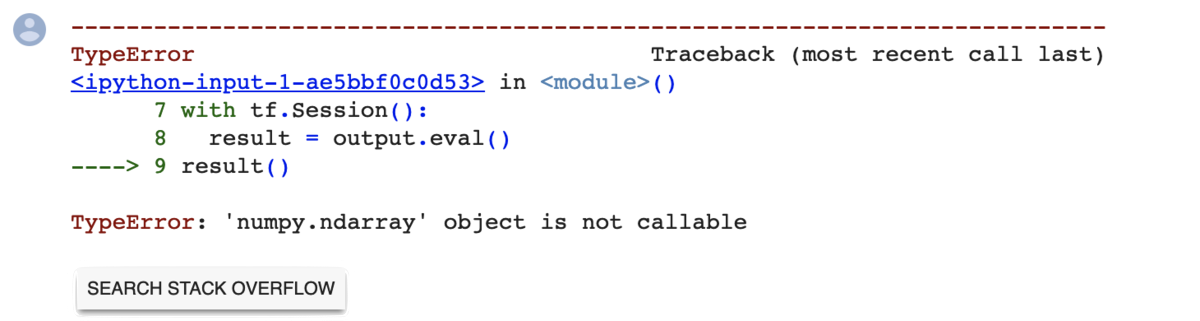 ---------------------------------------------------------------------------
TypeError                                 Traceback (most recent call last)
<ipython-input-1-ae5bbf0c0d53> in <module>()
      7 with tf.Session():
      8   result = output.eval()
----> 9 result()

TypeError: 'numpy.ndarray' object is not callable
SEARCH STACK OVERFLOW